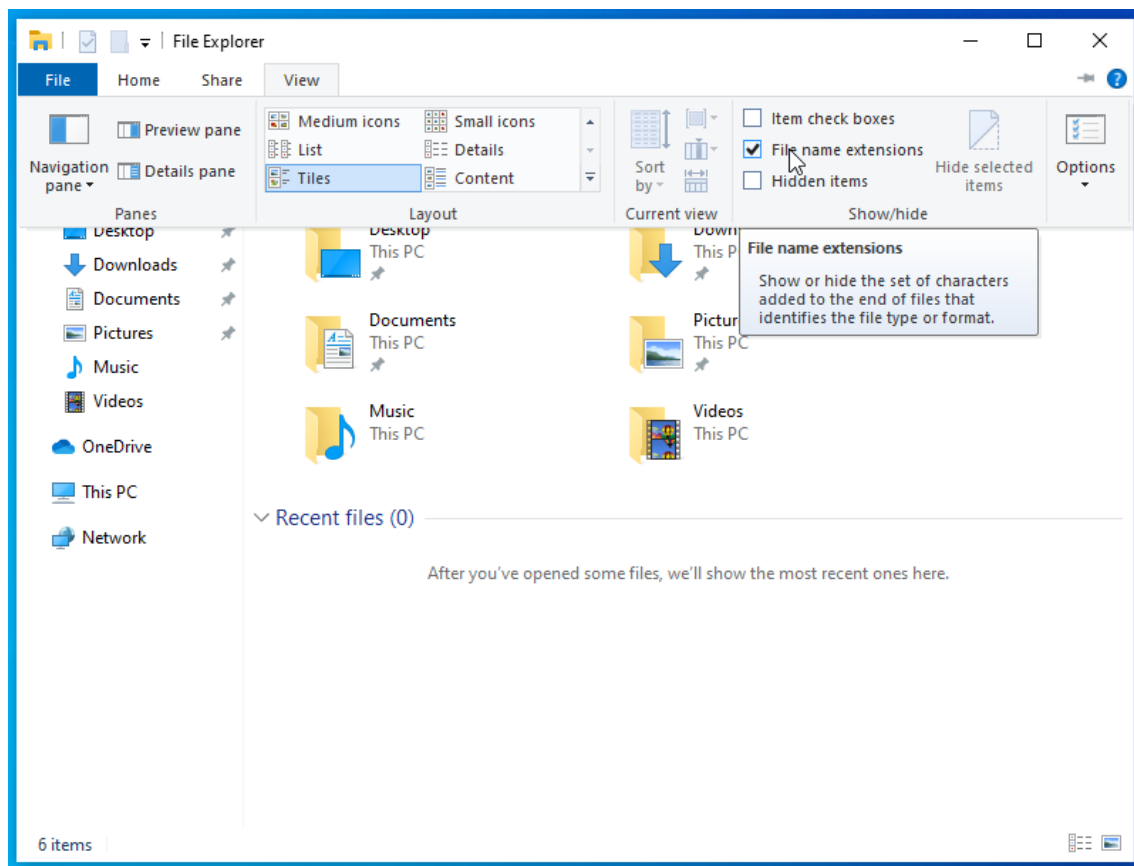 File Explorer
File Home Share View
Navigation pane
Preview pane
Details pane
Panes
Medium icons
Small icons
List
Details
Tiles
Content
Layout
Sort by
Current view
Item check boxes
File name extensions
Hidden items
Hide selected items
Show/hide
Options
Desktop
Downloads
Documents
Pictures
Music
Videos
OneDrive
This PC
Network
Desktop
This PC
Documents
This PC
Music
This PC
Videos
This PC
This PC
File name extensions
Show or hide the set of characters
added to the end of files that
identifies the file type or format.
Recent files (0)
After you've opened some files, we'll show the most recent ones here.
6 items